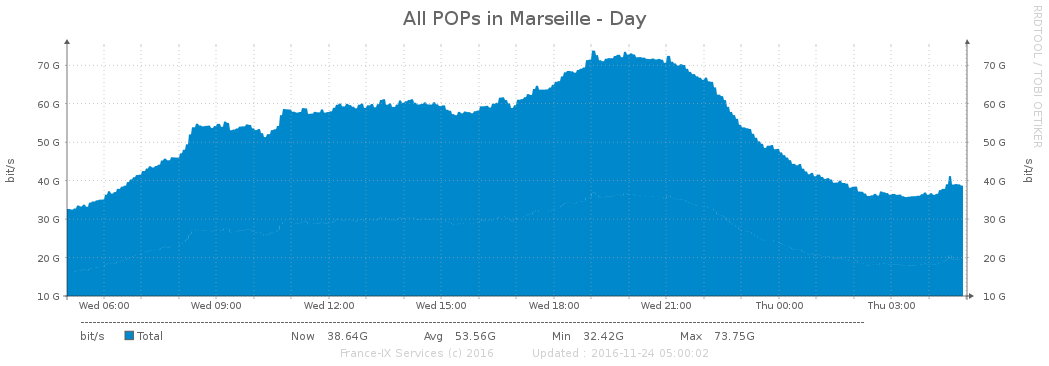 All POPs in Marseille - Day
RRDTOOL / TOBI OETIKER
bit/s
70 G
60 G
50 G
40 G
30 G
20 G
10 G
70 G
60 G
50 G
40 G
30 G
20 G
10 G
bit/s
Wed 06:00 Wed 09:00 Wed 12:00 Wed 15:00 Wed 18:00 Wed 21:00 Thu 00:00 Thu 03:00
bit/s Total Now 38.64G Avg 53.56G Min 32.42G Max 73.75G
France-IX Services (c) 2016 Updated : 2016-11-24 05:00:02